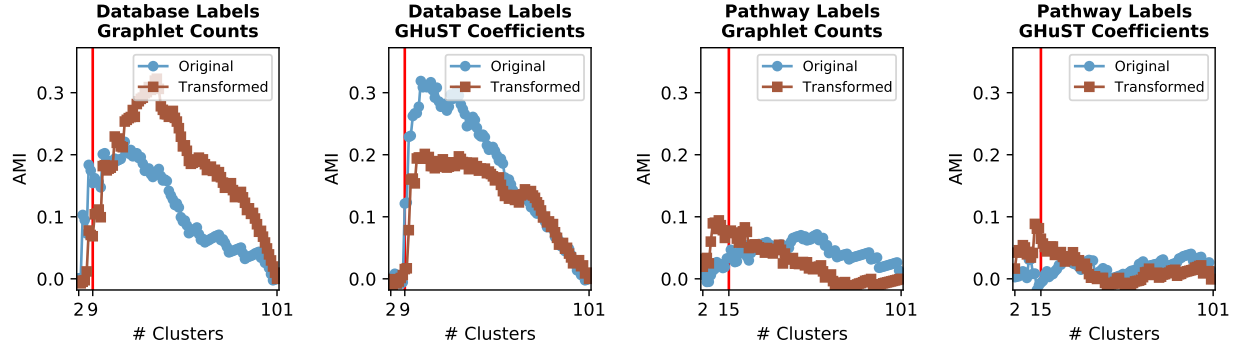 Database Labels
Graphlet Counts
Original
Transformed
0.3
0.2
0.1
0.0
AMI
2 9 101
# Clusters
Database Labels
GHuST Coefficients
Original
Transformed
0.3
0.2
0.1
0.0
AMI
2 9 101
# Clusters
Pathway Labels
Graphlet Counts
Original
Transformed
0.3
0.2
0.1
0.0
AMI
2 15 101
# Clusters
Pathway Labels
GHuST Coefficients
Original
Transformed
0.3
0.2
0.1
0.0
AMI
2 15 101
# Clusters